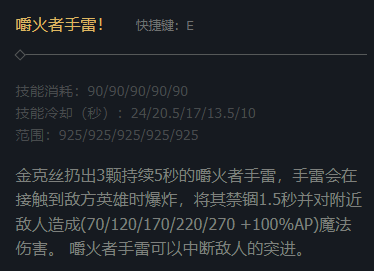 嚼火者手雷！ 快捷键：E
技能消耗：90/90/90/90/90
技能冷却（秒）：24/20.5/17/13.5/10
范围：925/925/925/925/925
金克丝扔出3颗持续5秒的嚼火者手雷，手雷会在
接触到敌方英雄时爆炸，将其禁锢1.5秒并对附近
敌人造成(70/120/170/220/270 +100%AP)魔法
伤害。 嚼火者手雷可以中断敌人的突进。